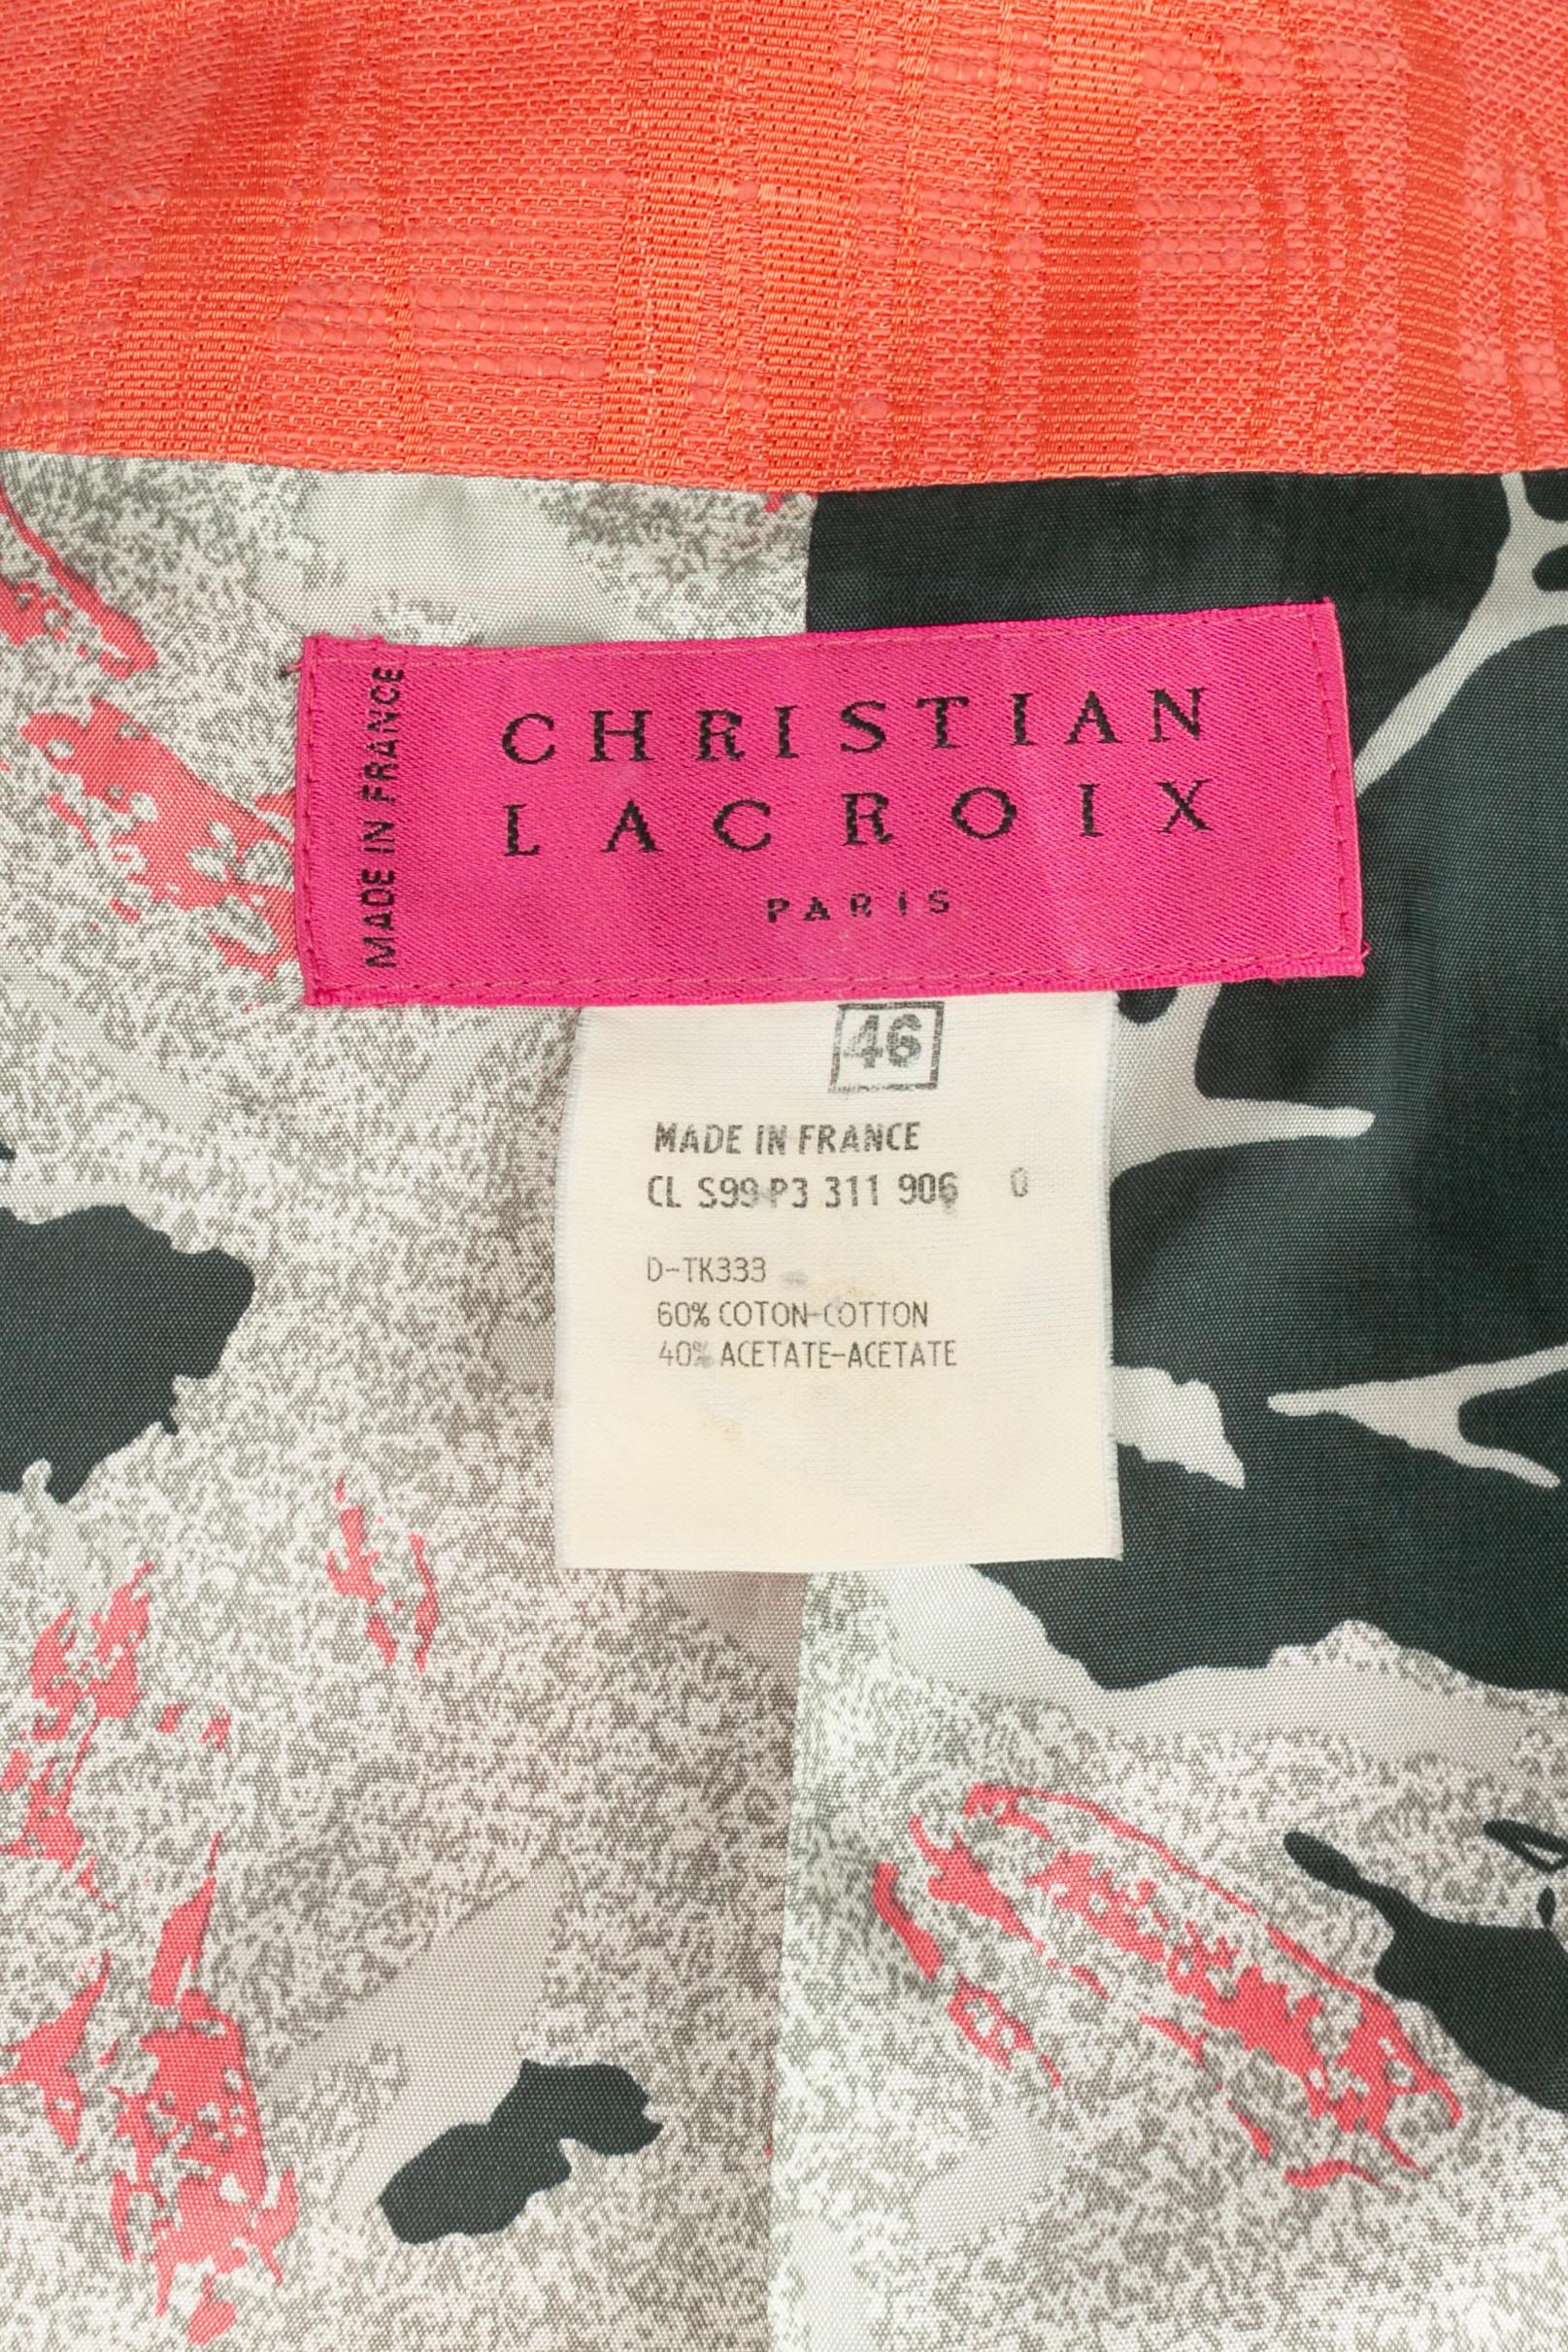 MADE IN FRANCE
CHRISTIAN
LACROIX
PARIS
46
MADE IN FRANCE
CL S99 P3 311 906 0
D-TK333
60% COTON-COTTON
40% ACETATE-ACETATE